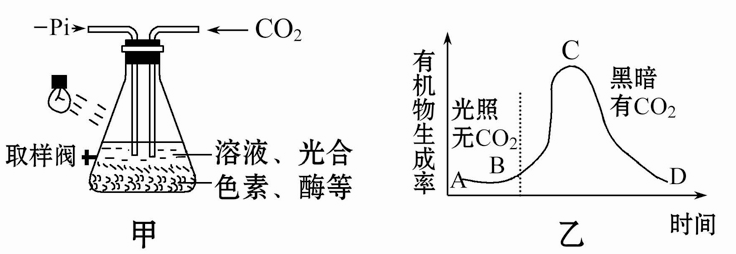 −Pi
CO₂
取样阀
溶液、光合
色素、酶等
甲
有机物生成率
光照
无CO₂
A
B
C
黑暗
有CO₂
D
时间
乙